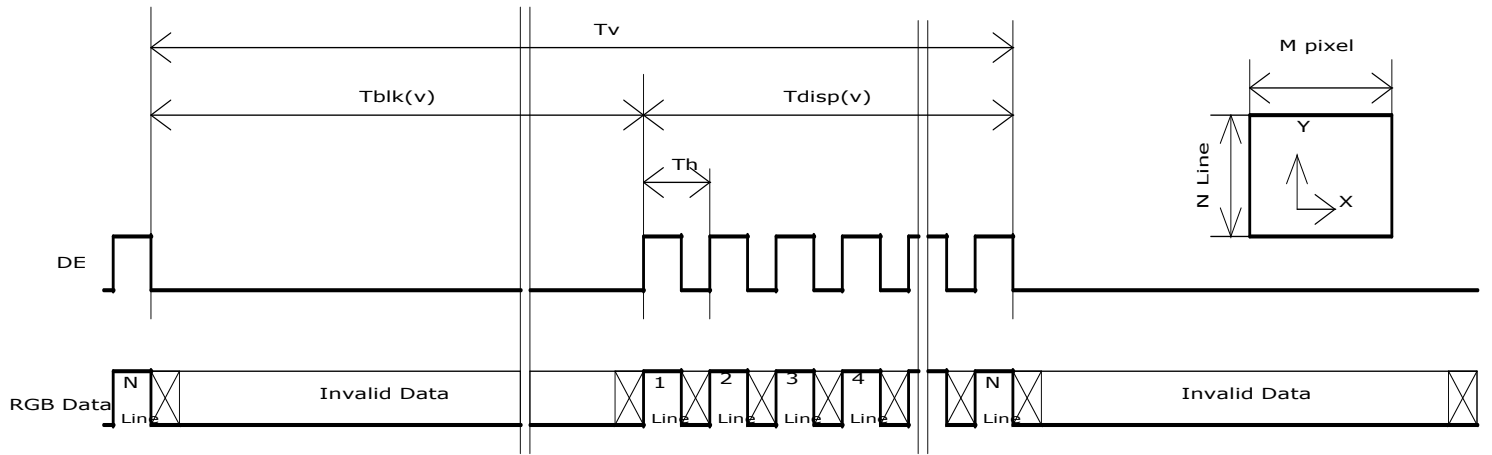 Tv
M pixel
Tblk(v)
Tdisp(v)
Y
N Line
Th
X
DE
N
Line
Invalid Data
1
Line
2
Line
3
Line
4
Line
N
Line
Invalid Data
RGB Data